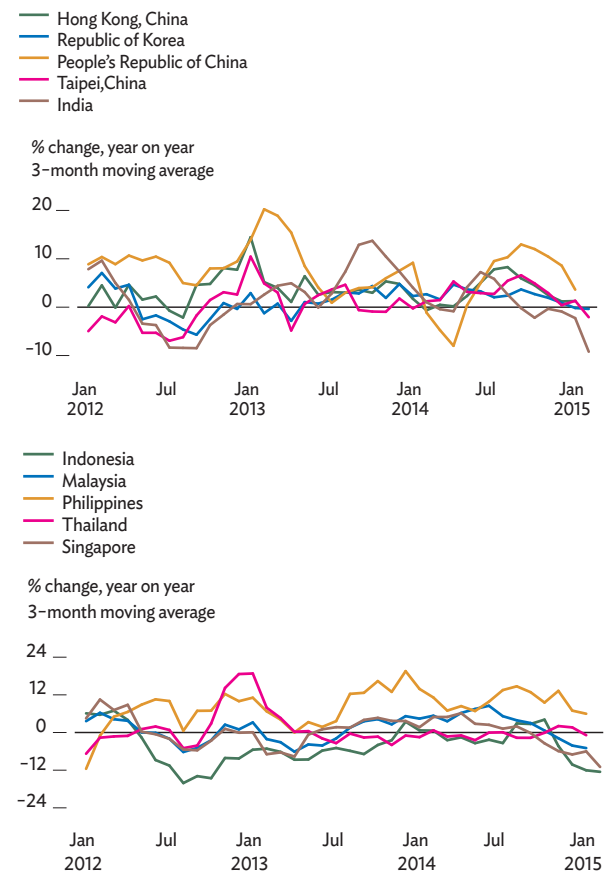 Hong Kong, China
Republic of Korea
People's Republic of China
Taipei,China
India
% change, year on year
3-month moving average
20
10
0
-10
Jan Jul Jan Jul Jan Jul Jan
2012 2013 2014 2015
Indonesia
Malaysia
Philippines
Thailand
Singapore
% change, year on year
3-month moving average
24
12
0
-12
-24
Jan Jul Jan Jul Jan Jul Jan
2012 2013 2014 2015